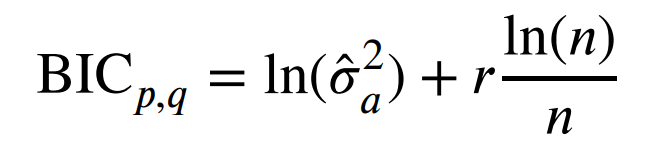 BIC_{p,q} = ln(σ̂_a^2) + r ln(n)/n